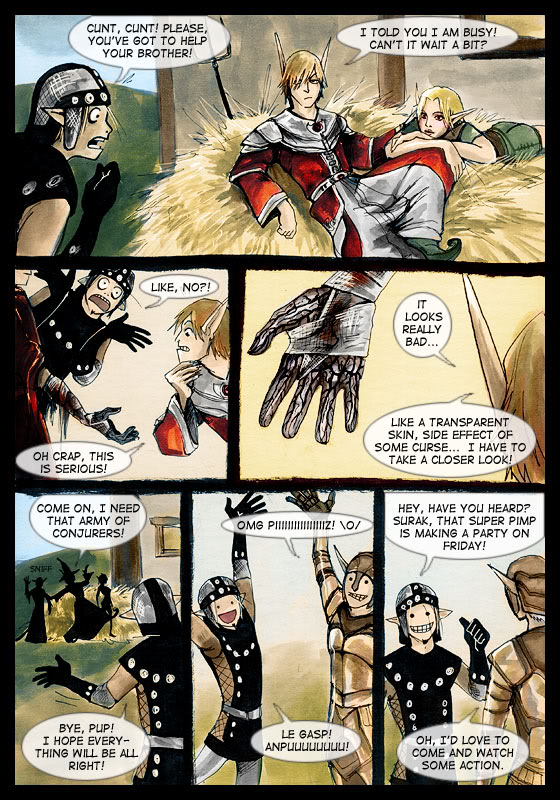 CUNT, CUNT! PLEASE,
YOU'VE GOT TO HELP
YOUR BROTHER!
I TOLD YOU I AM BUSY!
CAN'T IT WAIT A BIT?
LIKE, NO?!
OH CRAP, THIS
IS SERIOUS!
IT
LOOKS
REALLY
BAD...
LIKE A TRANSPARENT
SKIN, SIDE EFFECT OF
SOME CURSE... I HAVE TO
TAKE A CLOSER LOOK!
COME ON, I NEED
THAT ARMY OF
CONJURERS!
SNIFF
BYE, PUP!
I HOPE EVERY-
THING WILL BE ALL
RIGHT!
OMG PIIIIIIIIIIIIIIIIZ! \O/
LE GASP!
ANPUUUUUUUU!
HEY, HAVE YOU HEARD?
SURAK, THAT SUPER PIMP
IS MAKING A PARTY ON
FRIDAY!
OH, I'D LOVE TO
COME AND WATCH
SOME ACTION.